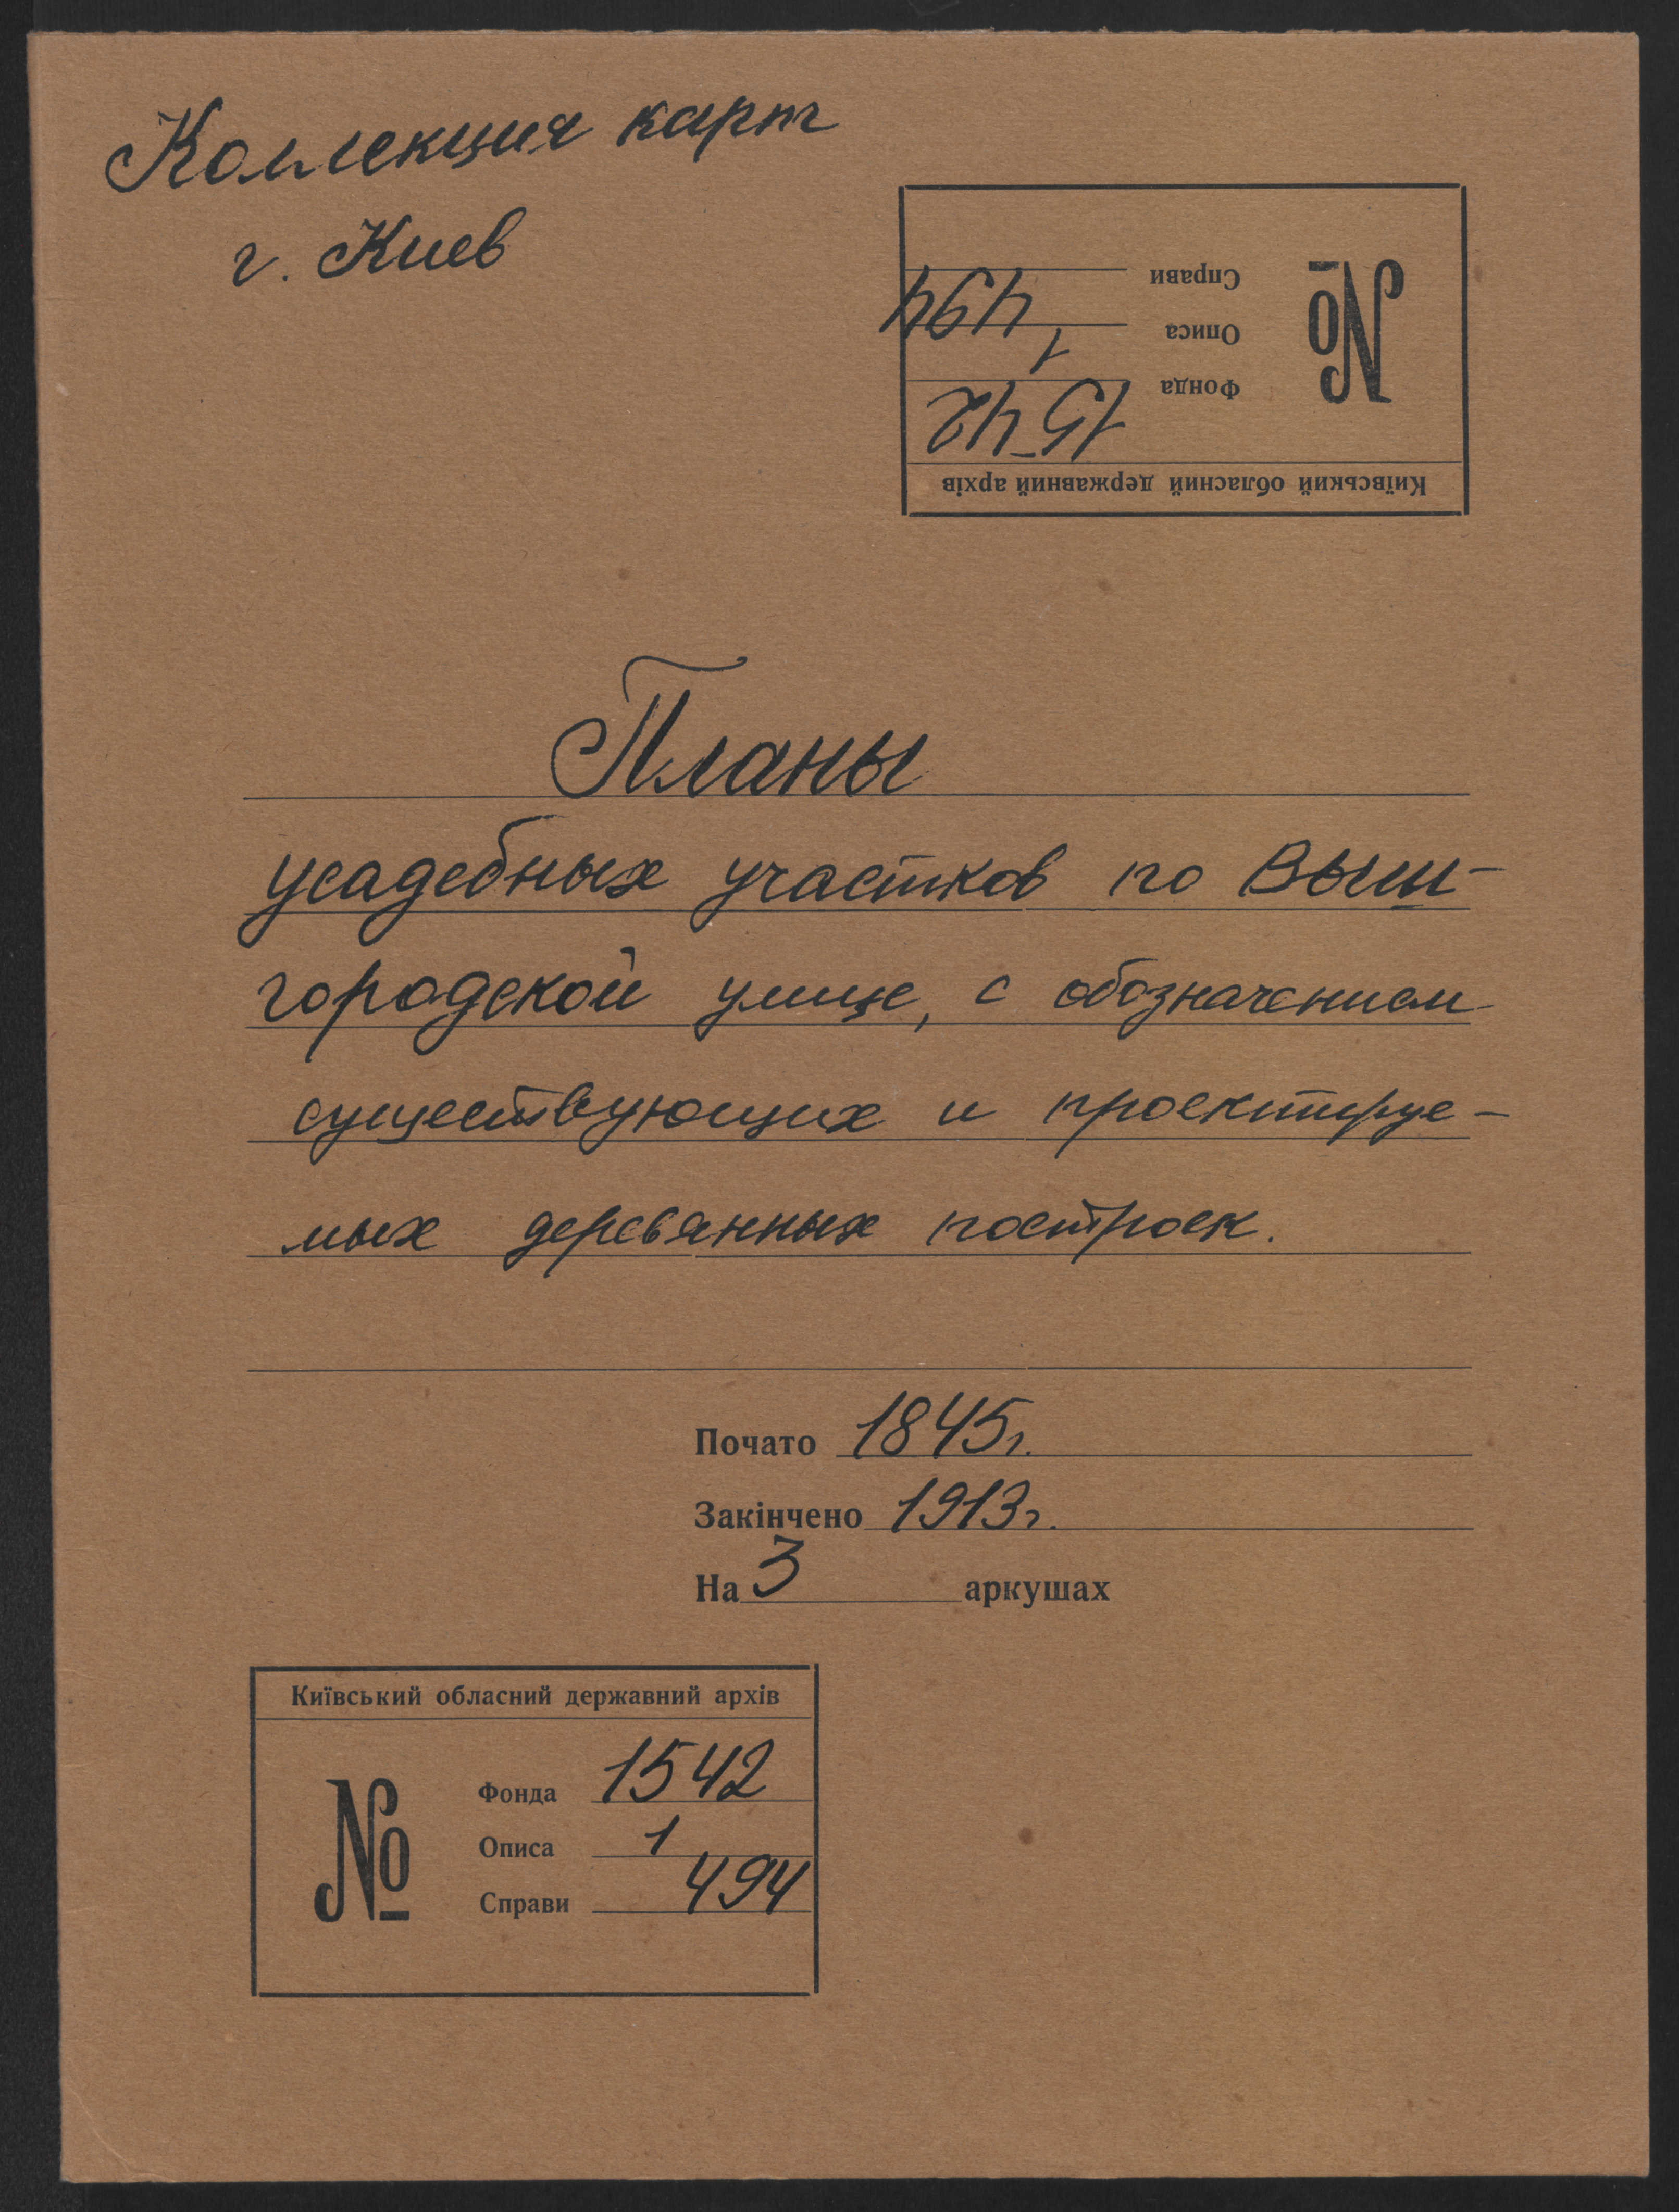 Коллекция карт
г. Киев
Київський обласний державний архів
№
Фонда 1542
Описа 1
Справи 494
Планы
усадебных участков по Выш-
городской улице, с обозначением
существующих и проектируе-
мых деревянных построек.
Почато 1845г.
Закінчено 1913г.
На 3 аркушах
Київський обласний державний архів
№
Фонда 1542
Описа 1
Справи 494